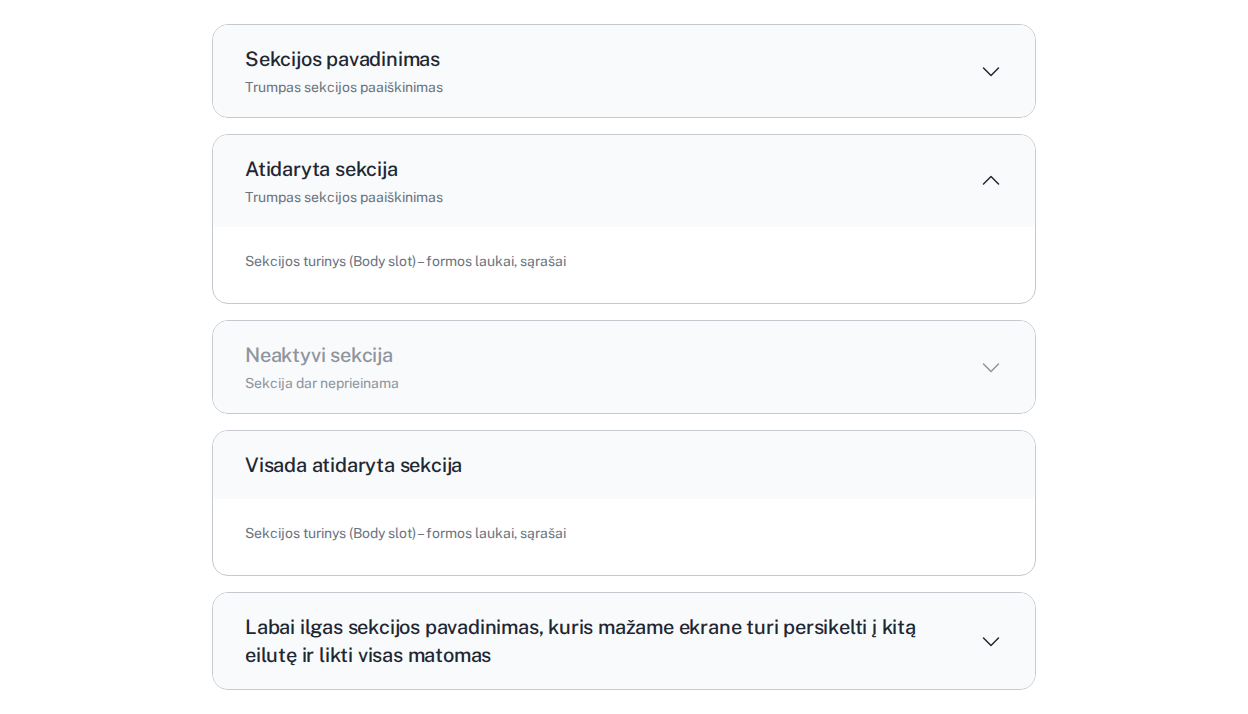 Sekcijos pavadinimas
Trumpas sekcijos paaiškinimas
Atidaryta sekcija
Trumpas sekcijos paaiškinimas
Sekcijos turinys (Body slot) – formos laukai, sąrašai
Neaktyvi sekcija
Sekcija dar neprieinama
Visada atidaryta sekcija
Sekcijos turinys (Body slot) – formos laukai, sąrašai
Labai ilgas sekcijos pavadinimas, kuris mažame ekrane turi persikelti į kitą
eilutę ir likti visas matomas